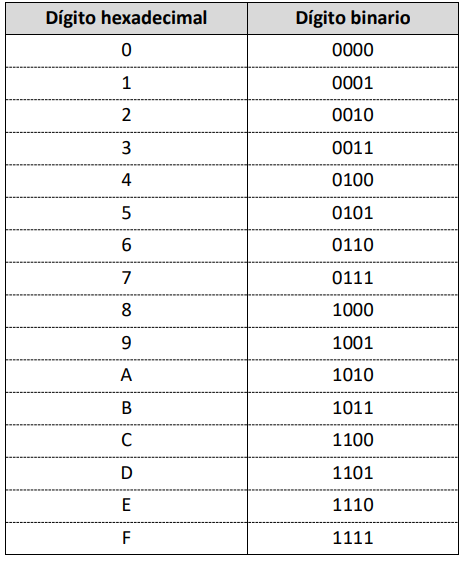 Dígito hexadecimal Dígito binario
0 0000
1 0001
2 0010
3 0011
4 0100
5 0101
6 0110
7 0111
8 1000
9 1001
A 1010
B 1011
C 1100
D 1101
E 1110
F 1111